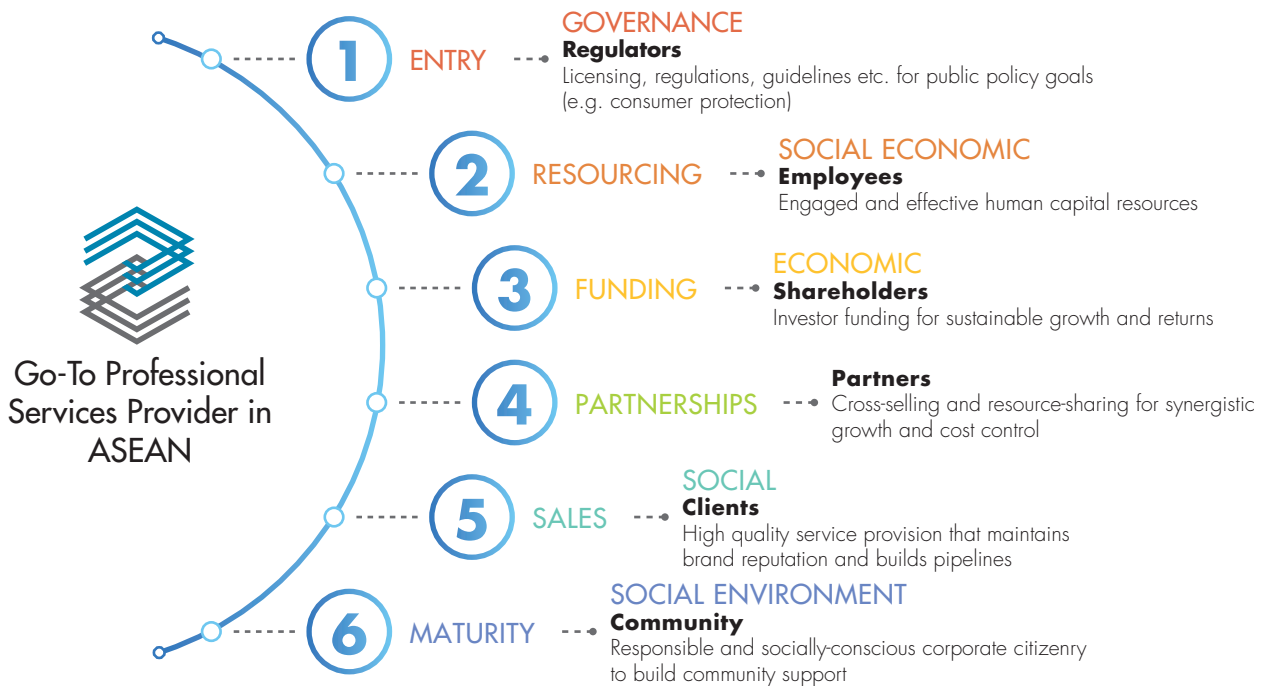 1
ENTRY
GOVERNANCE
Regulators
Licensing, regulations, guidelines etc. for public policy goals
(e.g. consumer protection)
2
RESOURCING
SOCIAL ECONOMIC
Employees
Engaged and effective human capital resources
3
FUNDING
ECONOMIC
Shareholders
Investor funding for sustainable growth and returns
Go-To Professional
Services Provider in
ASEAN
4
PARTNERSHIPS
Partners
Cross-selling and resource-sharing for synergistic
growth and cost control
5
SALES
SOCIAL
Clients
High quality service provision that maintains
brand reputation and builds pipelines
6
MATURITY
SOCIAL ENVIRONMENT
Community
Responsible and socially-conscious corporate citizenry
to build community support